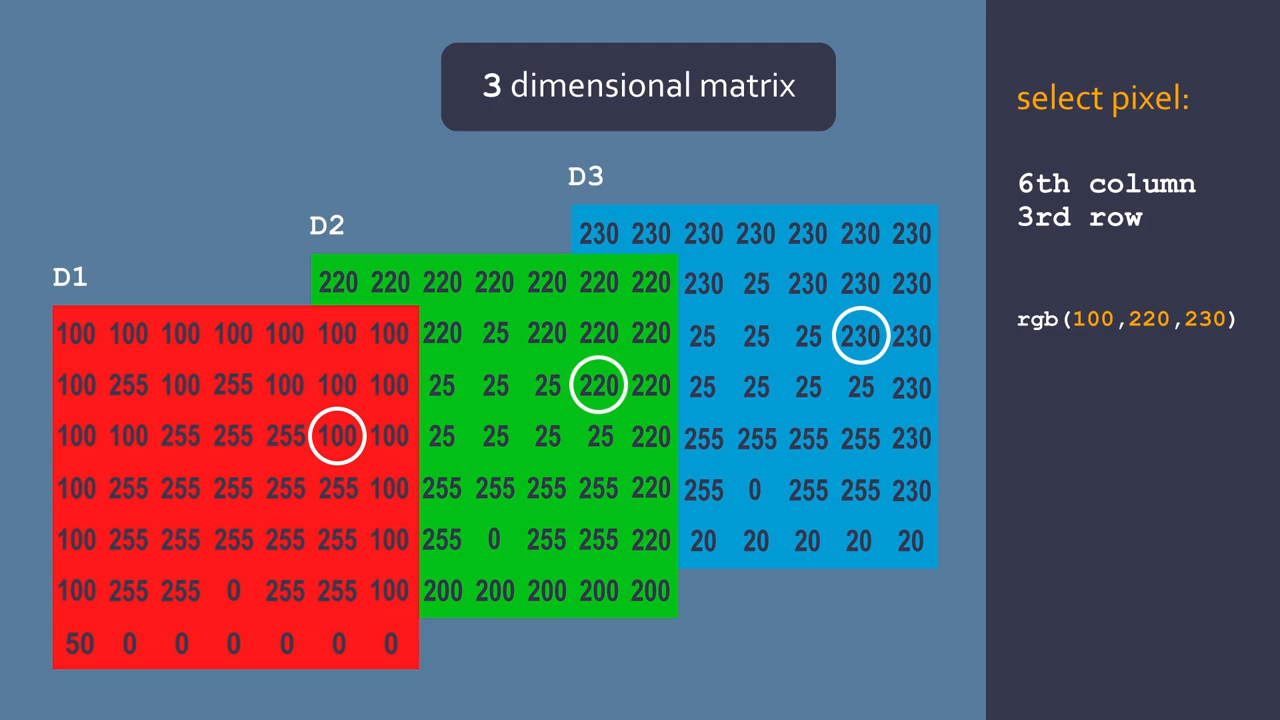 3 dimensional matrix
select pixel:
6th column
3rd row
rgb(100,220,230)
D1
100 100 100 100 100 100 100
100 255 100 255 100 100 100
100 100 255 255 255 100 100
100 255 255 255 255 255 100
100 255 255 255 255 255 100
100 255 255 0 255 255 100
50 0 0 0 0 0 0
D2
220 220 220 220 220 220 220
220 25 220 220 220
25 25 25 220 220
25 25 25 25 220
255 255 255 255 220
255 0 255 255 220
200 200 200 200 200
D3
230 230 230 230 230 230 230
230 25 230 230 230
25 25 25 230 230
25 25 25 25 230
255 255 255 255 230
255 0 255 255 230
20 20 20 20 20